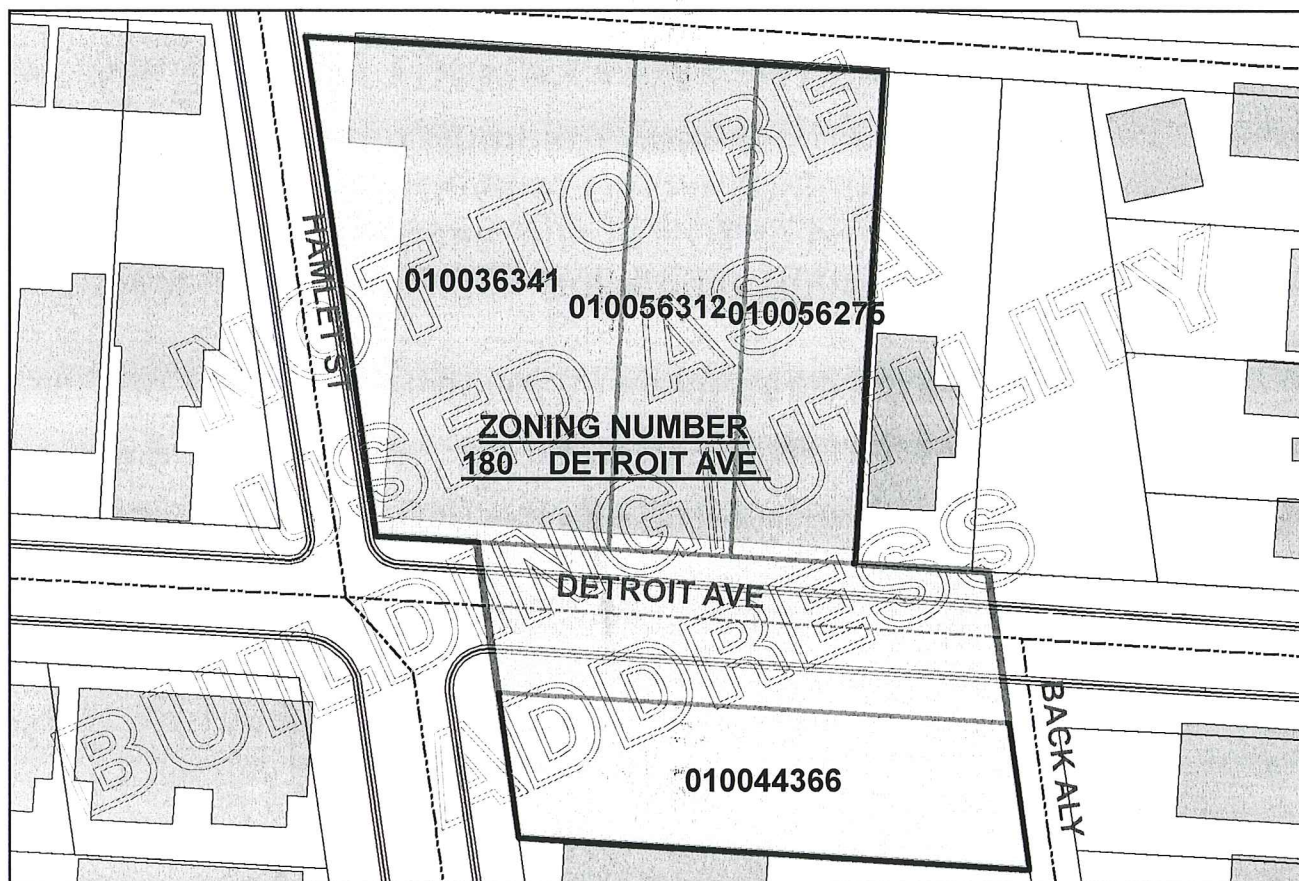 HAMLET ST
010036341
010056312
010056275
ZONING NUMBER
180 DETROIT AVE
DETROIT AVE
BACK ALY
010044366
NOT TO BE
USED AS A
BUILDING/UTILITY
ADDRESS